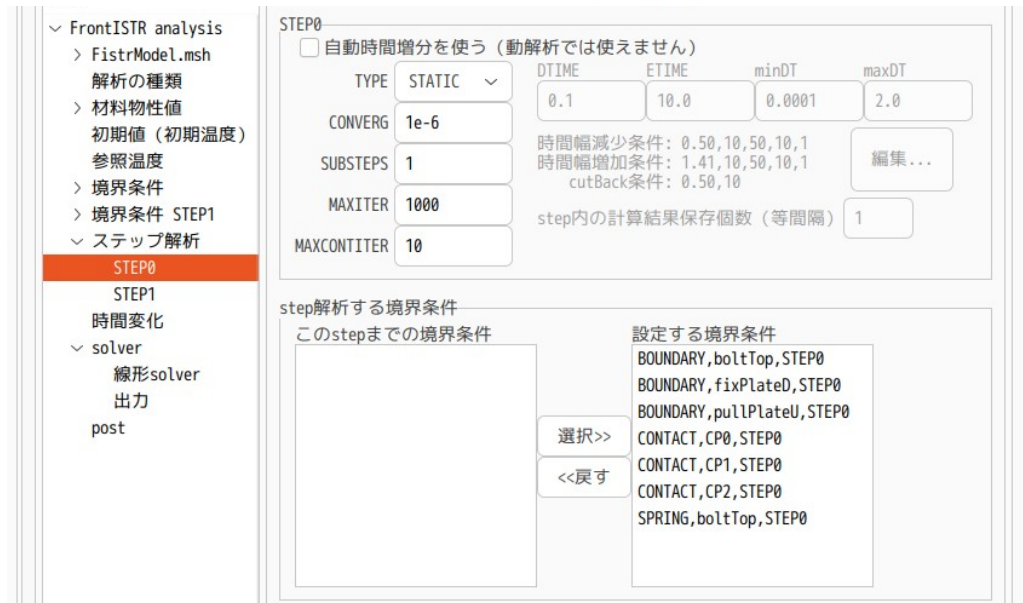 FrontISTR analysis
FistrModel.msh
解析の種類
材料物性値
初期値（初期温度）
参照温度
境界条件
境界条件 STEP1
ステップ解析
STEP0
STEP1
時間変化
solver
線形solver
出力
post
STEP0
自動時間増分を使う（動解析では使えません）
TYPE STATIC
CONVERG 1e-6
SUBSTEPS 1
MAXITER 1000
MAXCONTITER 10
DTIME ETIME minDT maxDT
0.1 10.0 0.0001 2.0
時間幅減少条件: 0.50,10,50,10,1
時間幅増加条件: 1.41,10,50,10,1
cutBack条件: 0.50,10
編集...
step内の計算結果保存個数（等間隔） 1
step解析する境界条件
このstepまでの境界条件
選択>>
<<戻す
設定する境界条件
BOUNDARY,boltTop,STEP0
BOUNDARY,fixPlateD,STEP0
BOUNDARY,pullPlateU,STEP0
CONTACT,CP0,STEP0
CONTACT,CP1,STEP0
CONTACT,CP2,STEP0
SPRING,boltTop,STEP0